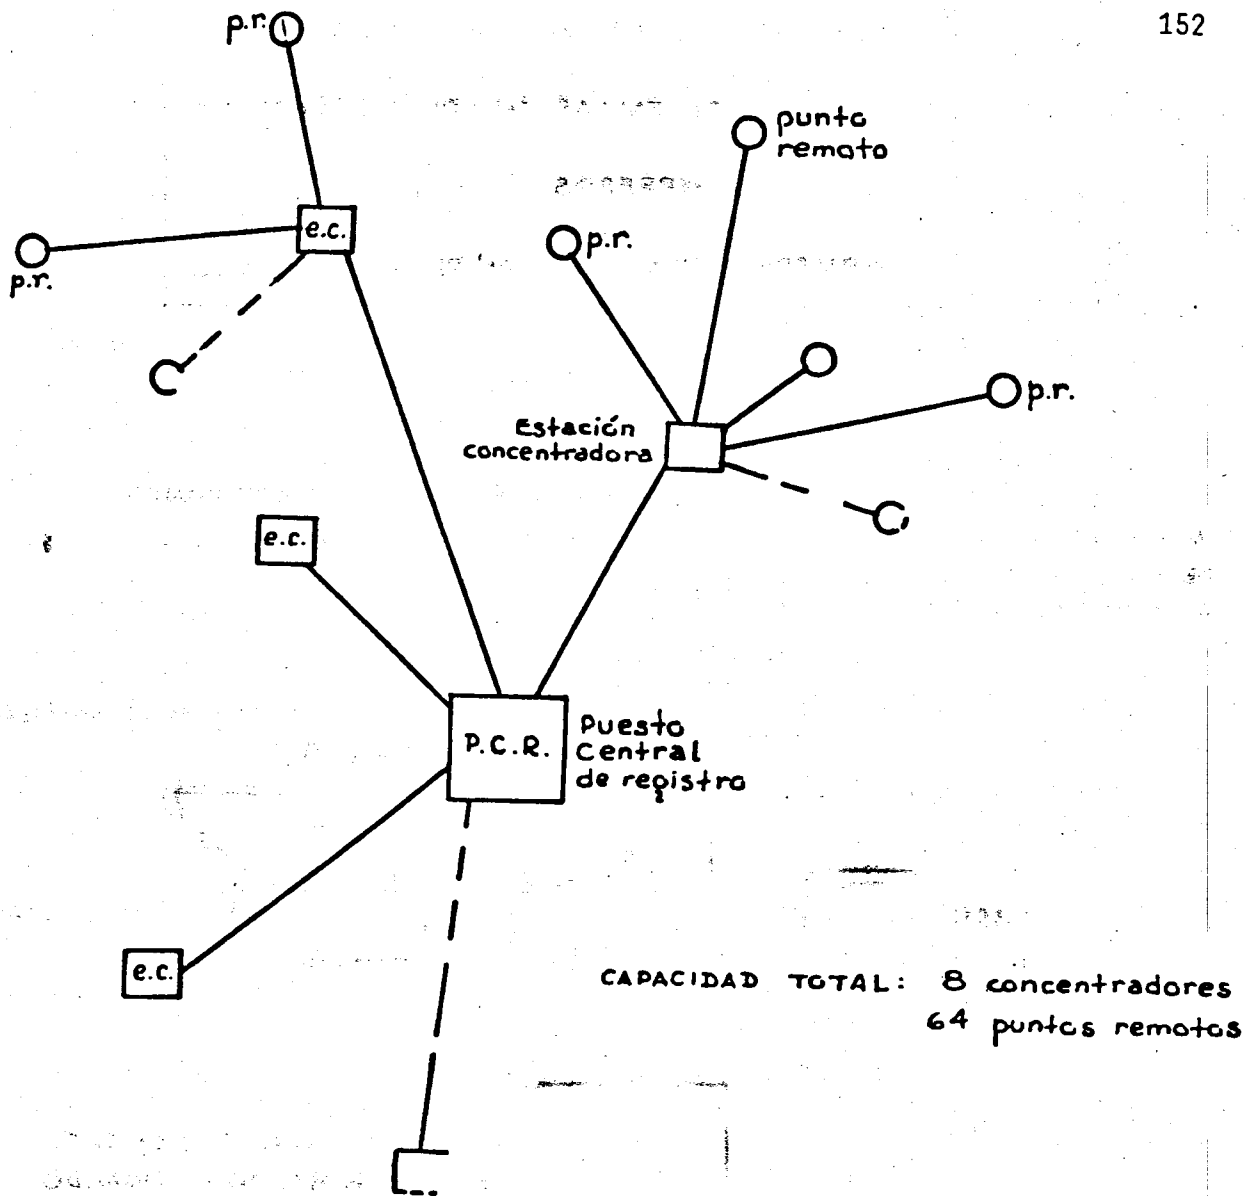 152
p.r.
punto
remoto
e.c.
p.r.
p.r.
p.r.
Estación
concentradora
e.c.
P.C.R.
Puesto
Central
de registro
e.c.
CAPACIDAD TOTAL: 8 concentradores
64 puntos remotos